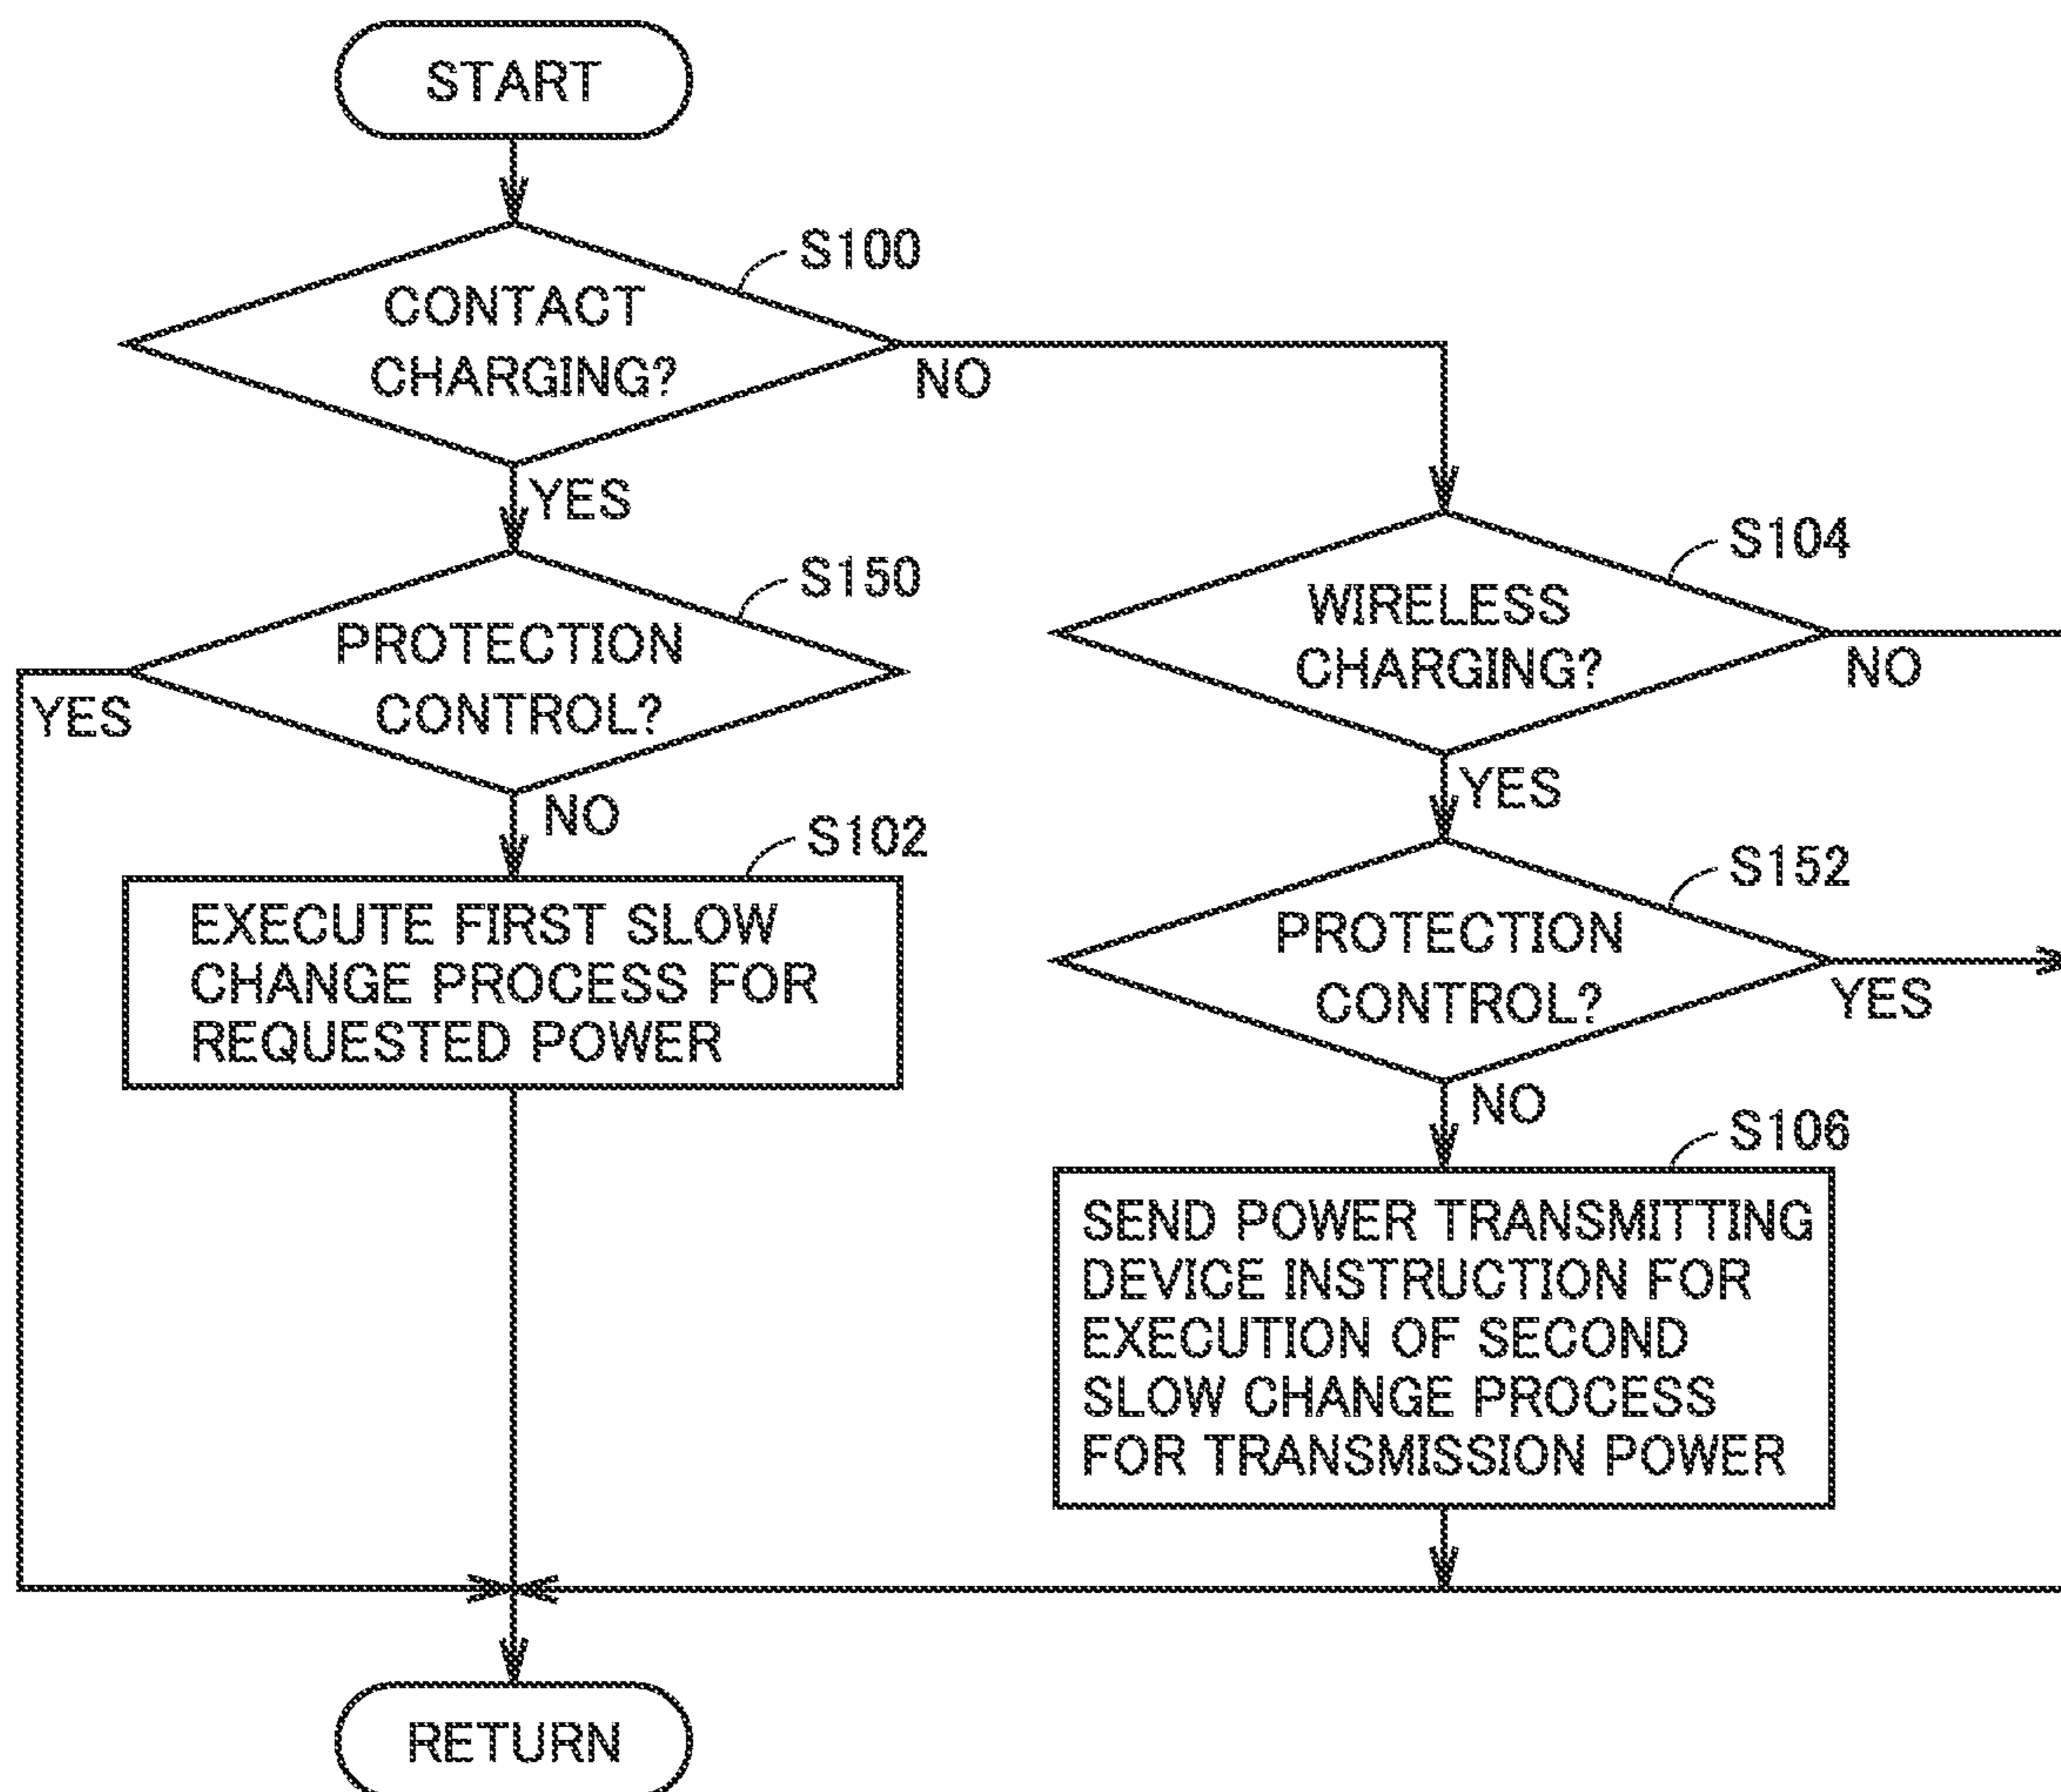 START
S100
CONTACT
CHARGING?
NO
YES
S150
PROTECTION
CONTROL?
YES
NO
S102
EXECUTE FIRST SLOW
CHANGE PROCESS FOR
REQUESTED POWER
S104
WIRELESS
CHARGING?
NO
YES
S152
PROTECTION
CONTROL?
YES
NO
S106
SEND POWER TRANSMITTING
DEVICE INSTRUCTION FOR
EXECUTION OF SECOND
SLOW CHANGE PROCESS
FOR TRANSMISSION POWER
RETURN